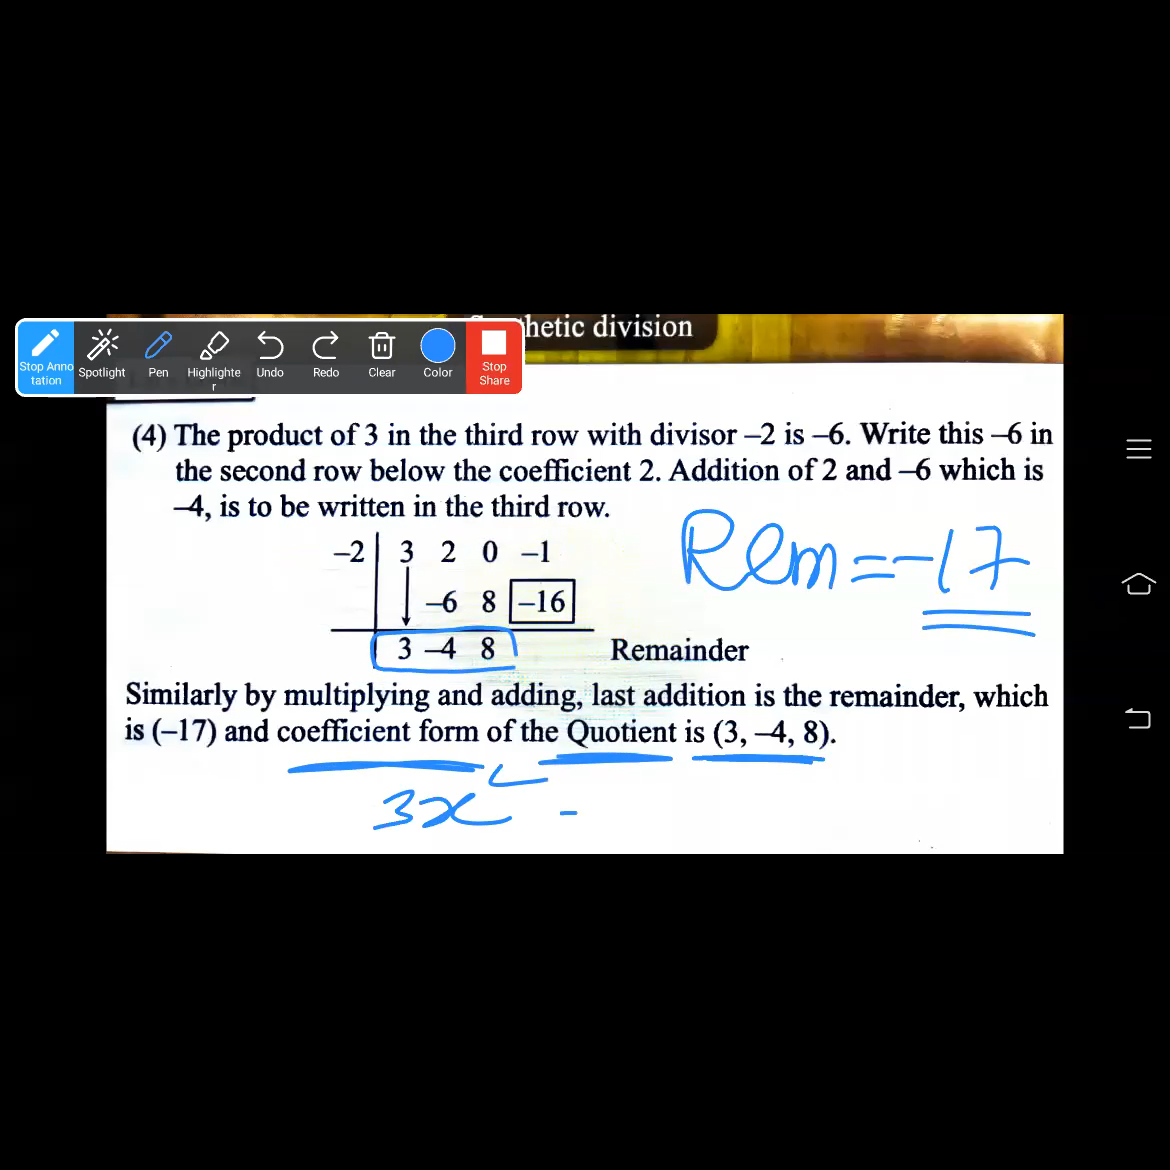 Stop Anno
tation
Spotlight
Pen
Highlighte
r
Undo
Redo
Clear
Color
Stop
Share
thetic division
(4) The product of 3 in the third row with divisor –2 is –6. Write this –6 in
the second row below the coefficient 2. Addition of 2 and –6 which is
–4, is to be written in the third row.
Rem = -17
–2 3 2 0 –1
–6 8 –16
3 –4 8 Remainder
Similarly by multiplying and adding, last addition is the remainder, which
is (–17) and coefficient form of the Quotient is (3, –4, 8).
3x² -